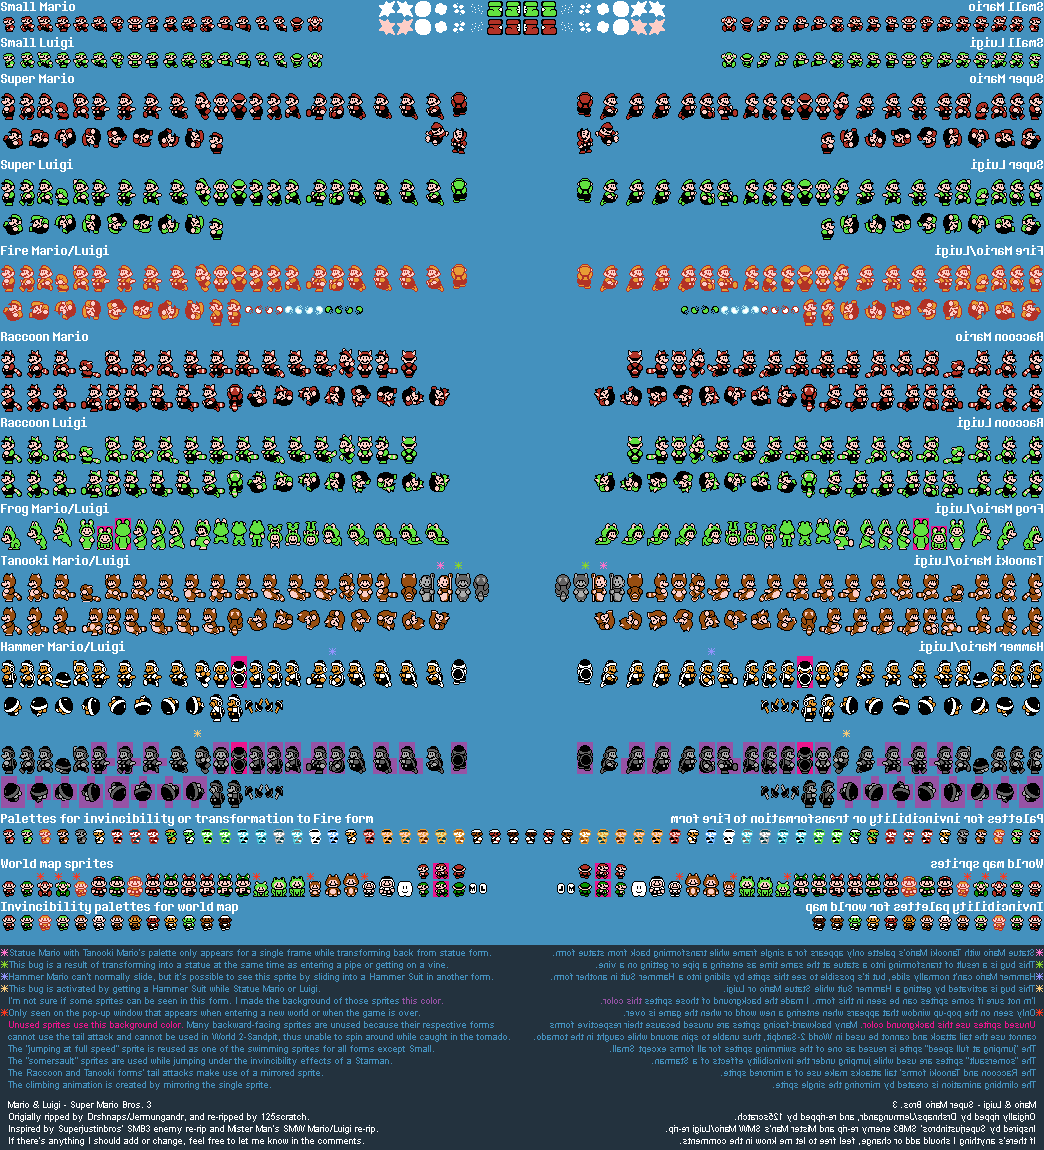 Small Mario
Small Luigi
Super Mario
Super Luigi
Fire Mario/Luigi
Raccoon Mario
Raccoon Luigi
Frog Mario/Luigi
Tanooki Mario/Luigi
Hammer Mario/Luigi
Palettes for invincibility or transformation to Fire form
World map sprites
M L
Invincibility palettes for world map
Statue Mario with Tanooki Mario's palette only appears for a single frame while transforming back from statue form.
This bug is a result of transforming into a statue at the same time as entering a pipe or getting on a vine.
Hammer Mario can't normally slide, but it's possible to see this sprite by sliding into a Hammer Suit in another form.
This bug is activated by getting a Hammer Suit while Statue Mario or Luigi.
I'm not sure if some sprites can be seen in this form. I made the background of those sprites this color.
Only seen on the pop-up window that appears when entering a new world or when the game is over.
Unused sprites use this background color. Many backward-facing sprites are unused because their respective forms
cannot use the tail attack and cannot be used in World 2-Sandpit, thus unable to spin around while caught in the tornado.
The "jumping at full speed" sprite is reused as one of the swimming sprites for all forms except Small.
The "somersault" sprites are used while jumping under the invincibility effects of a Starman.
The Raccoon and Tanooki forms' tail attacks make use of a mirrored sprite.
The climbing animation is created by mirroring the single sprite.
Mario & Luigi - Super Mario Bros. 3
Origially ripped by Drshnaps/Jermungandr, and re-ripped by 125scratch.
Inspired by Superjustinbros' SMB3 enemy re-rip and Mister Man's SMW Mario/Luigi re-rip.
If there's anything I should add or change, feel free to let me know in the comments.
Small Mario
Small Luigi
Super Mario
Super Luigi
Fire Mario/Luigi
Raccoon Mario
Raccoon Luigi
Frog Mario/Luigi
Tanooki Mario/Luigi
Hammer Mario/Luigi
Palettes for invincibility or transformation to Fire form
World map sprites
M L
Invincibility palettes for world map
Statue Mario with Tanooki Mario's palette only appears for a single frame while transforming back from statue form.
This bug is a result of transforming into a statue at the same time as entering a pipe or getting on a vine.
Hammer Mario can't normally slide, but it's possible to see this sprite by sliding into a Hammer Suit in another form.
This bug is activated by getting a Hammer Suit while Statue Mario or Luigi.
I'm not sure if some sprites can be seen in this form. I made the background of those sprites this color.
Only seen on the pop-up window that appears when entering a new world or when the game is over.
Unused sprites use this background color. Many backward-facing sprites are unused because their respective forms
cannot use the tail attack and cannot be used in World 2-Sandpit, thus unable to spin around while caught in the tornado.
The "jumping at full speed" sprite is reused as one of the swimming sprites for all forms except Small.
The "somersault" sprites are used while jumping under the invincibility effects of a Starman.
The Raccoon and Tanooki forms' tail attacks make use of a mirrored sprite.
The climbing animation is created by mirroring the single sprite.
Mario & Luigi - Super Mario Bros. 3
Origially ripped by Drshnaps/Jermungandr, and re-ripped by 125scratch.
Inspired by Superjustinbros' SMB3 enemy re-rip and Mister Man's SMW Mario/Luigi re-rip.
If there's anything I should add or change, feel free to let me know in the comments.